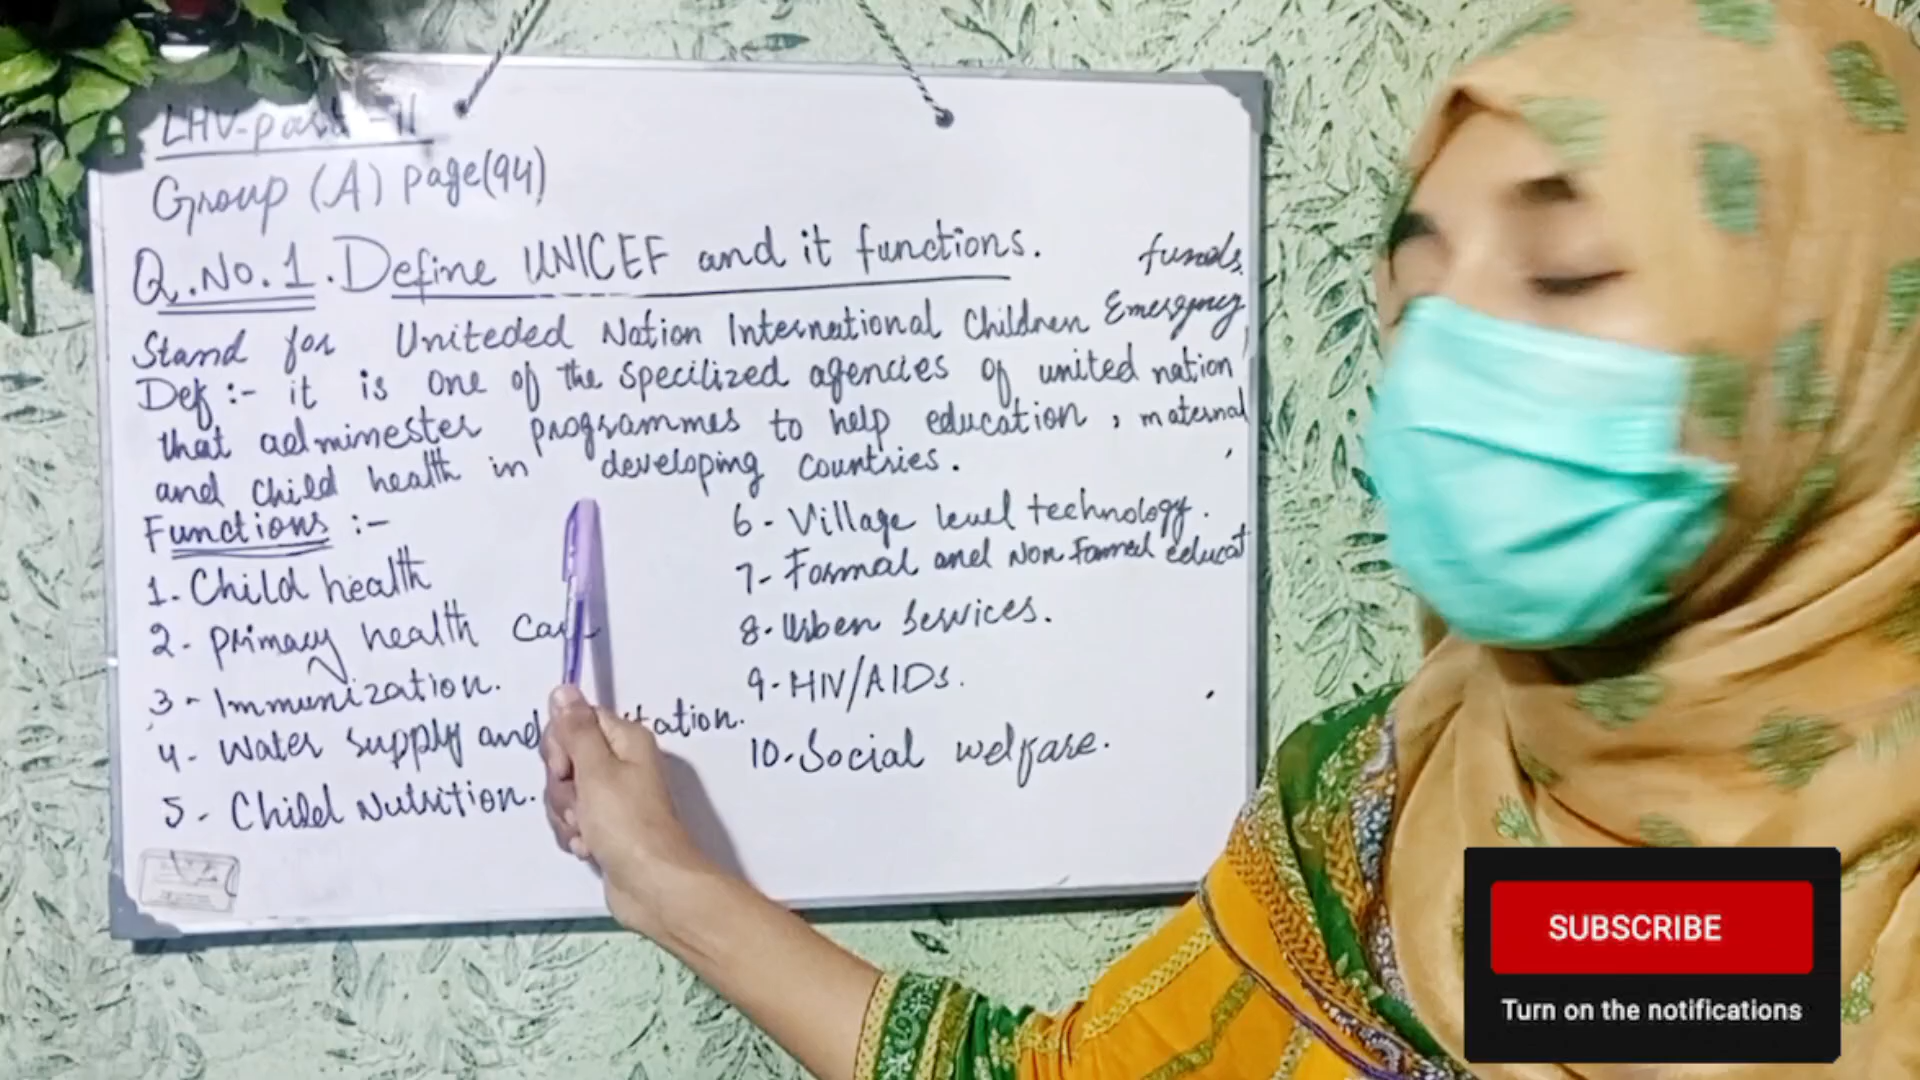 LHV-part-II
Group (A) page(94)
Q.No.1. Define UNICEF and it functions.
funds.
Stand for Uniteded Nation International Children Emergency
Def:- it is one of the specilized agencies of united nation
that adminester programmes to help education, maternal
and child health in developing countries.
Functions :-
1. Child health
2. primary health
3- Immunization.
4- Water supply and
5- Child Nutrition.
6- Village level technology.
7- Formal and Non Formal educat
8. Urben services.
9- HIV/AIDs.
10. Social welfare.
SUBSCRIBE
Turn on the notifications